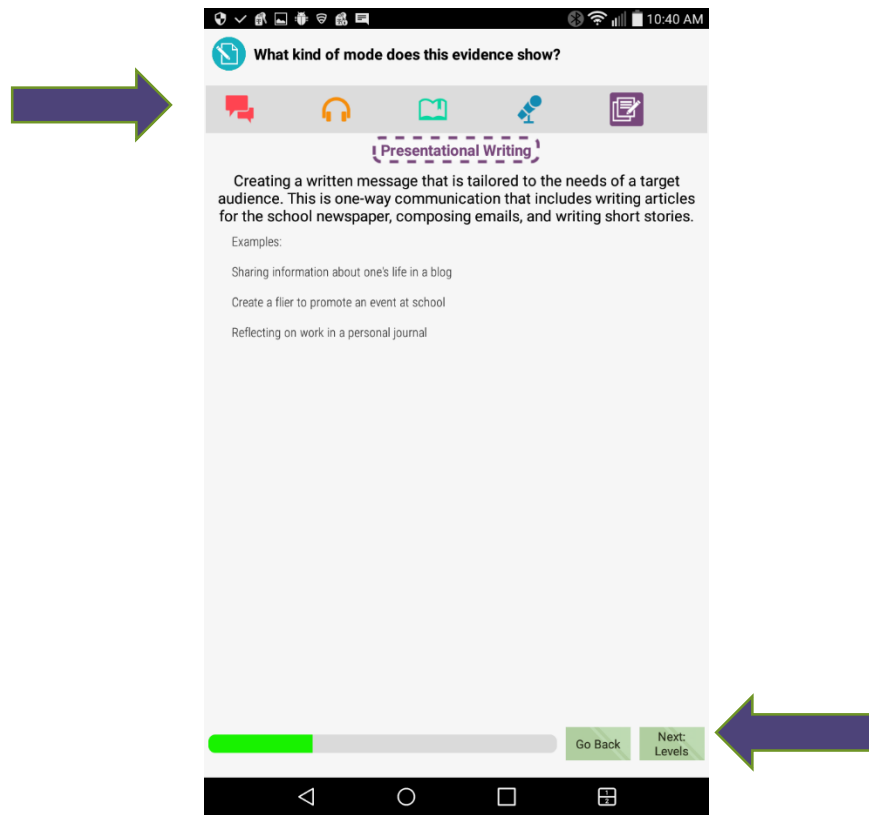 10:40 AM
What kind of mode does this evidence show?
Presentational Writing
Creating a written message that is tailored to the needs of a target
audience. This is one-way communication that includes writing articles
for the school newspaper, composing emails, and writing short stories.
Examples:
Sharing information about one's life in a blog
Create a flier to promote an event at school
Reflecting on work in a personal journal
Go Back
Next:
Levels